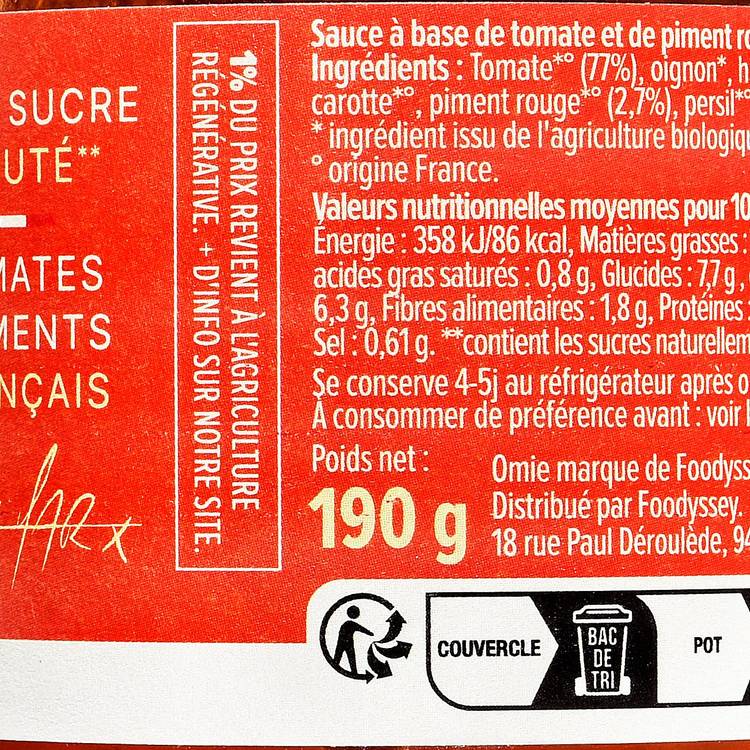 SUCRE
UTÉ**
MATES
MENTS
NÇAIS
1% DU PRIX REVIENT À L'AGRICULTURE
RÉGÉNÉRATIVE. + D'INFO SUR NOTRE SITE.
Sauce à base de tomate et de piment ro
Ingrédients : Tomate*° (77%), oignon*, h
carotte*°, piment rouge*° (2,7%), persil*°
* ingrédient issu de l'agriculture biologiqu
° origine France.
Valeurs nutritionnelles moyennes pour 10
Énergie : 358 kJ/86 kcal, Matières grasses :
acides gras saturés : 0,8 g, Glucides : 7,7 g,
6,3 g, Fibres alimentaires : 1,8 g, Protéines :
Sel : 0,61 g. **contient les sucres naturellem
Se conserve 4-5j au réfrigérateur après o
À consommer de préférence avant : voir
Poids net :
190 g
Omie marque de Foodyss
Distribué par Foodyssey.
18 rue Paul Déroulède, 94
COUVERCLE
BAC
DE
TRI
POT